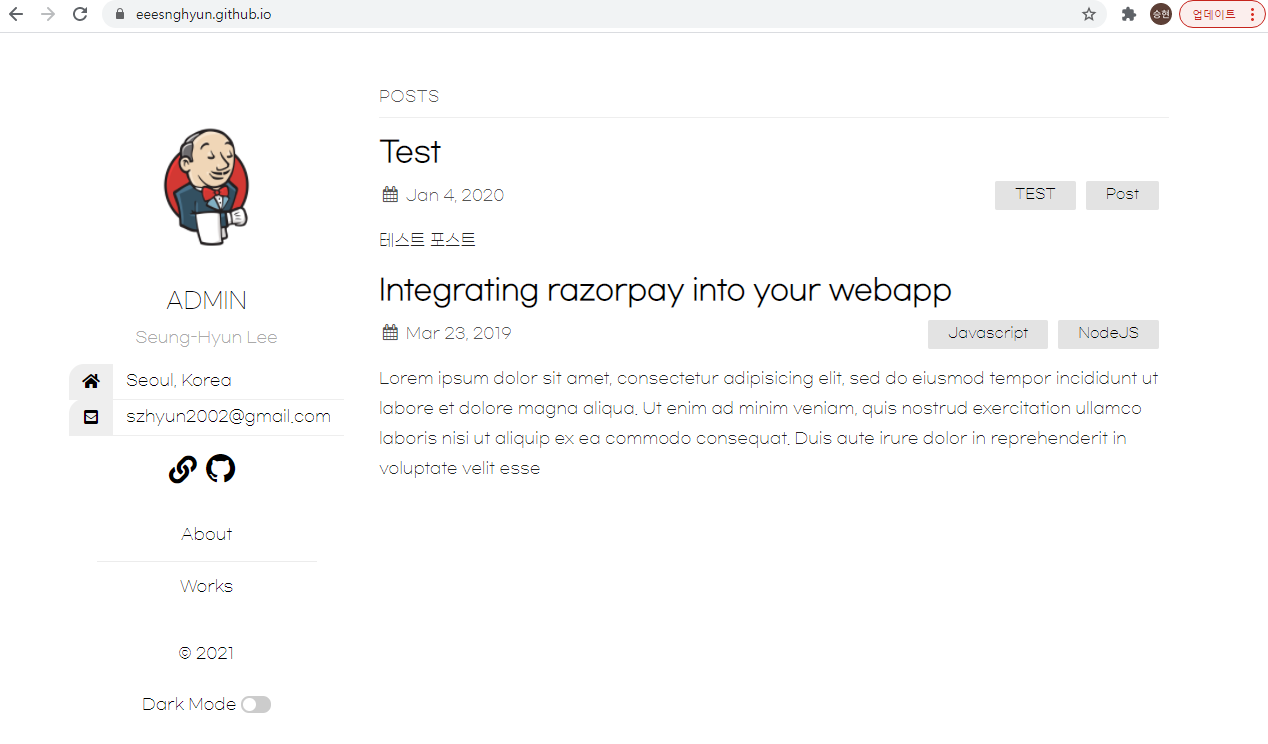 eeesnghyun.github.io
승현
업데이트
POSTS
Test
Jan 4, 2020
TEST
Post
테스트 포스트
Integrating razorpay into your webapp
Mar 23, 2019
Javascript
NodeJS
Lorem ipsum dolor sit amet, consectetur adipisicing elit, sed do eiusmod tempor incididunt ut
labore et dolore magna aliqua. Ut enim ad minim veniam, quis nostrud exercitation ullamco
laboris nisi ut aliquip ex ea commodo consequat. Duis aute irure dolor in reprehenderit in
voluptate velit esse
ADMIN
Seung-Hyun Lee
Seoul, Korea
szhyun2002@gmail.com
About
Works
© 2021
Dark Mode